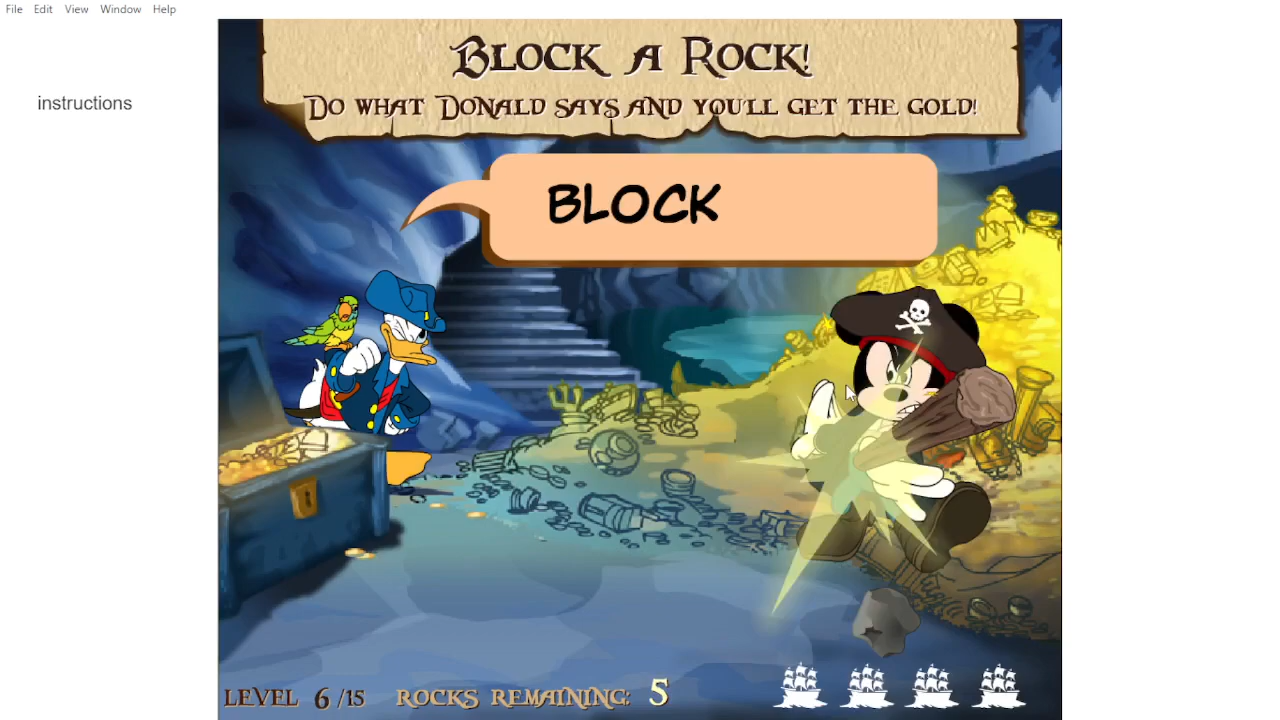 File Edit View Window Help
instructions
BLOCK A ROCK!
DO WHAT DONALD SAYS AND YOU'LL GET THE GOLD!
BLOCK
LEVEL 6 /15 ROCKS REMAINING: 5